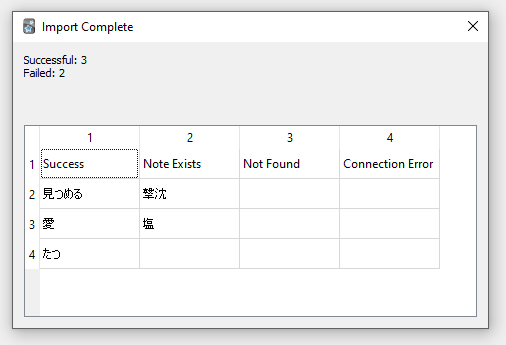 Import Complete
Successful: 3
Failed: 2
1 2 3 4
1 Success Note Exists Not Found Connection Error
2 見つめる 撃沈
3 愛 塩
4 たつ